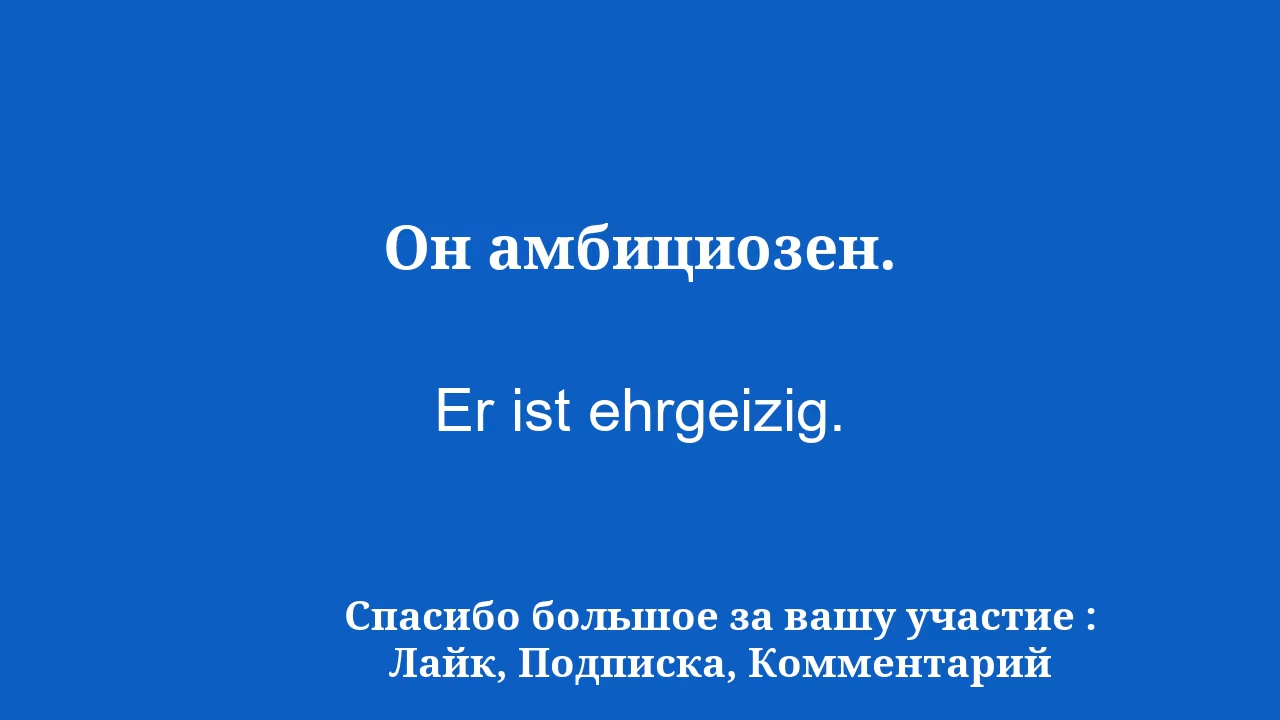 Он амбициозен.
Er ist ehrgeizig.
Спасибо большое за вашу участие :
Лайк, Подписка, Комментарий